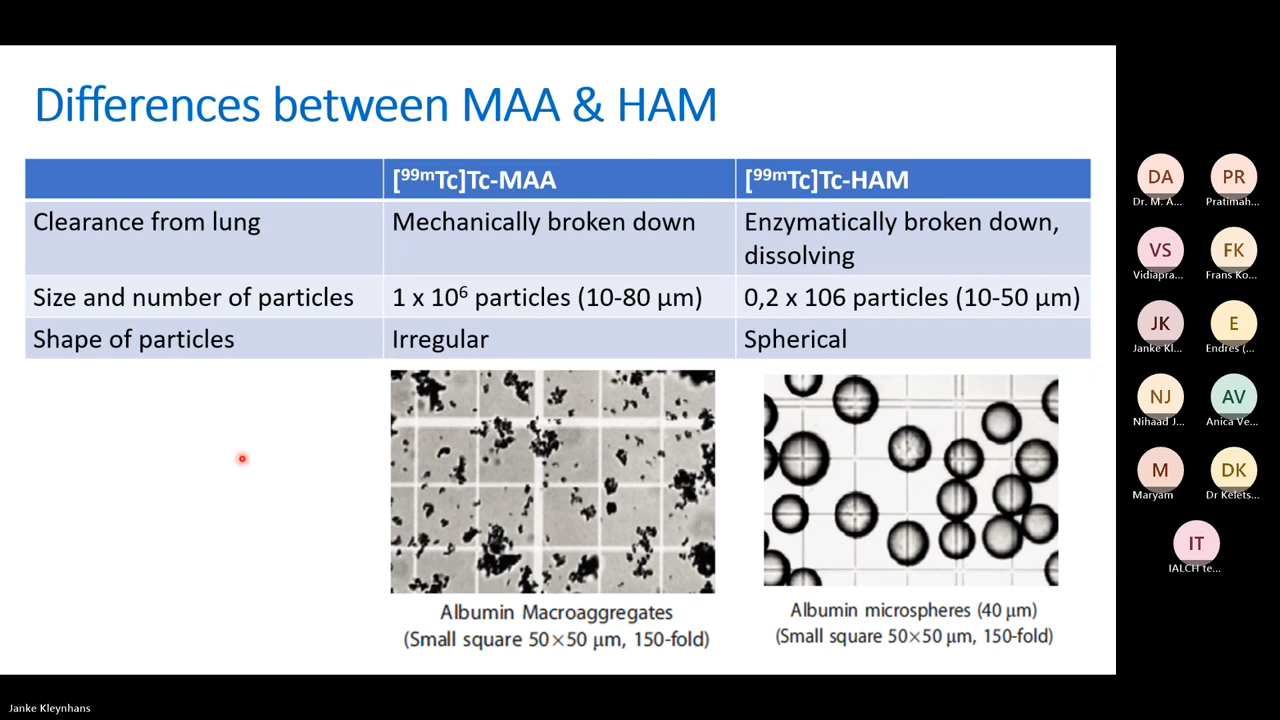 Differences between MAA & HAM
[⁹⁹ᵐTc]Tc-MAA
[⁹⁹ᵐTc]Tc-HAM
Clearance from lung
Mechanically broken down
Enzymatically broken down,
dissolving
Size and number of particles
1 x 10⁶ particles (10-80 µm)
0,2 x 106 particles (10-50 µm)
Shape of particles
Irregular
Spherical
Albumin Macroaggregates
(Small square 50×50 µm, 150-fold)
Albumin microspheres (40 µm)
(Small square 50×50 µm, 150-fold)
DA
Dr. M. A...
PR
Pratimah...
VS
Vidiapra...
FK
Frans Ko...
JK
Janke Kl...
E
Endres (...
NJ
Nihaad J...
AV
Anica Ve...
M
Maryam
DK
Dr Kelets...
IT
IALCH te...
Janke Kleynhans